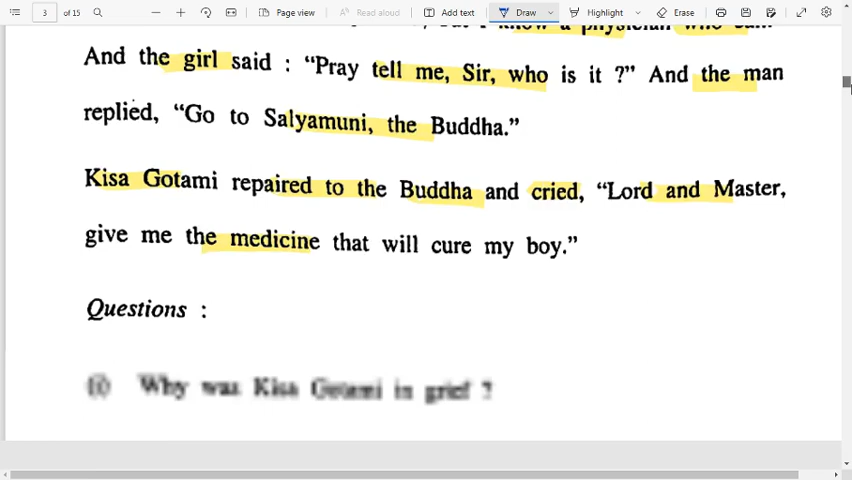 3 of 15 Page view Read aloud Add text Draw Highlight Erase
And the girl said : “Pray tell me, Sir, who is it ?” And the man
replied, “Go to Salyamuni, the Buddha.”
Kisa Gotami repaired to the Buddha and cried, “Lord and Master,
give me the medicine that will cure my boy.”
Questions :
(i) Why was Kisa Gotami in grief ?